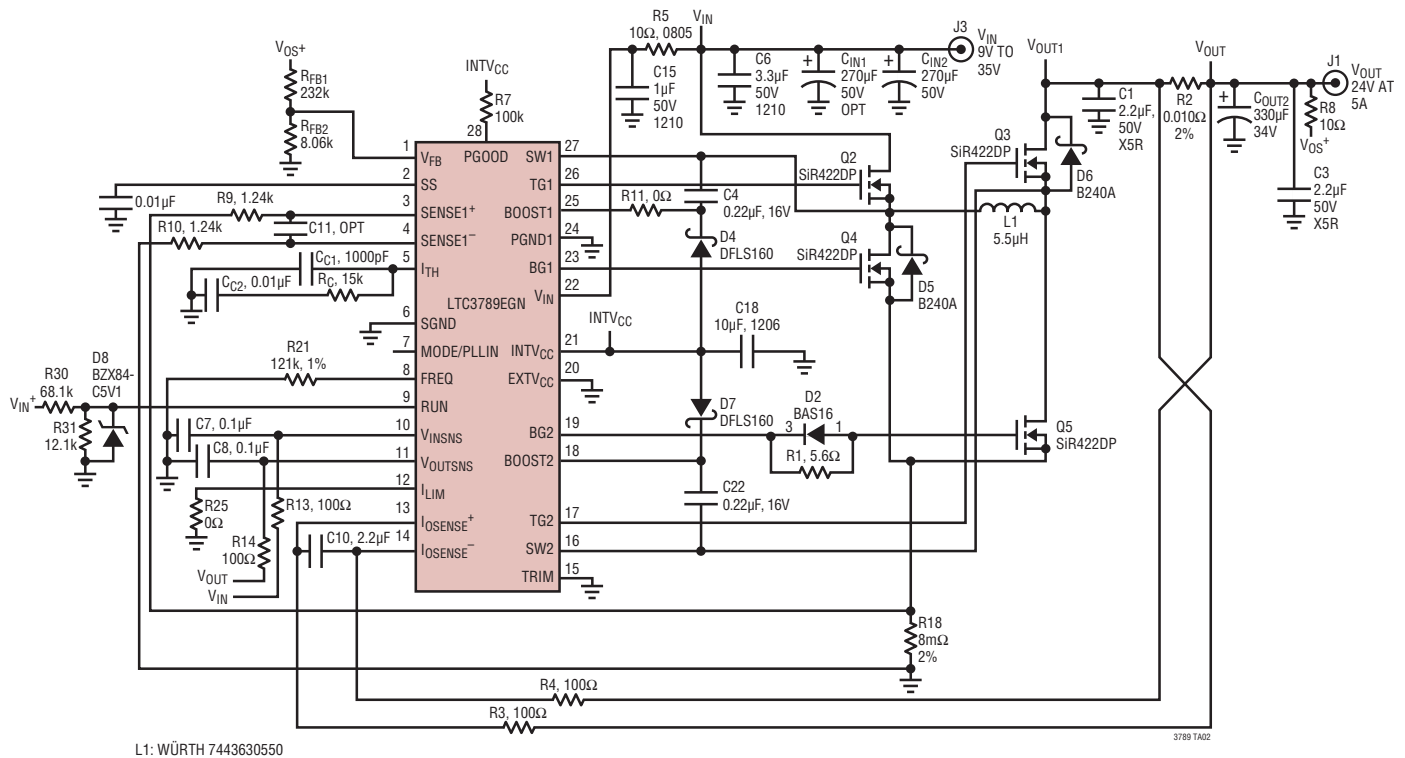 VOS+
RFB1
232k
RFB2
8.06k
INTVCC
R7
100k
28
R5
10Ω, 0805
VIN
C15
1µF
50V
1210
C6
3.3µF
50V
1210
+
CIN1
270µF
50V
OPT
+
CIN2
270µF
50V
J3
VIN
9V TO
35V
VOUT1
C1
2.2µF,
50V
X5R
R2
0.010Ω
2%
VOUT
+
COUT2
330µF
34V
J1
VOUT
24V AT
5A
R8
10Ω
VOS+
C3
2.2µF
50V
X5R
1
2
3
4
5
6
7
8
9
10
11
12
13
14
VFB
SS
SENSE1+
SENSE1–
ITH
SGND
MODE/PLLIN
FREQ
RUN
VINSNS
VOUTSNS
ILIM
IOSENSE+
IOSENSE–
PGOOD
LTC3789EGN
SW1
TG1
BOOST1
PGND1
BG1
VIN
INTVCC
EXTVCC
BG2
BOOST2
TG2
SW2
TRIM
27
26
25
24
23
22
21
20
19
18
17
16
15
0.01µF
R9, 1.24k
R10, 1.24k
C11, OPT
CC1, 1000pF
CC2, 0.01µF
RC, 15k
R21
121k, 1%
D8
BZX84-
C5V1
R30
68.1k
VIN+
R31
12.1k
C7, 0.1µF
C8, 0.1µF
R25
0Ω
R13, 100Ω
R14
100Ω
VOUT
VIN
C10, 2.2µF
R11, 0Ω
C4
0.22µF, 16V
D4
DFLS160
INTVCC
C18
10µF, 1206
D7
DFLS160
D2
BAS16
3
1
R1, 5.6Ω
C22
0.22µF, 16V
Q2
SiR422DP
Q4
SiR422DP
D5
B240A
Q3
SiR422DP
D6
B240A
L1
5.5µH
Q5
SiR422DP
R18
8mΩ
2%
R4, 100Ω
R3, 100Ω
3789 TA02
L1: WÜRTH 7443630550